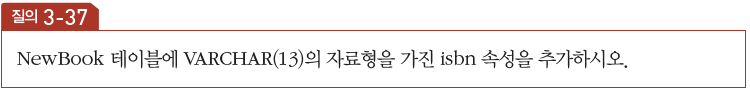 질의 3-37
NewBook 테이블에 VARCHAR(13)의 자료형을 가진 isbn 속성을 추가하시오.